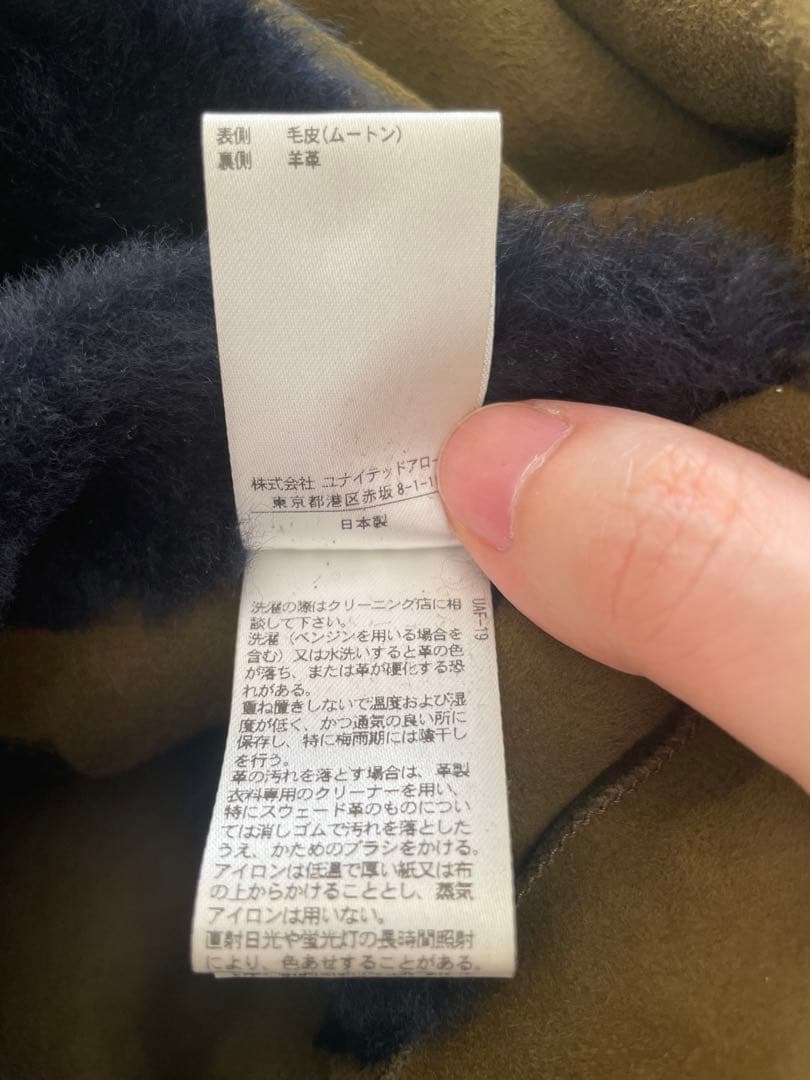 表側　毛皮(ムートン)
裏側　羊革
株式会社 ユナイテッドアロー
東京都港区赤坂 8-1-1
日本製
UAF-19
洗濯の際はクリーニング店に相
談して下さい。
洗濯（ベンジンを用いる場合を
含む）又は水洗いすると革の色
が落ち、または革が硬化する恐
れがある。
重ね置きしないで温度および湿
度が低く、かつ通気の良い所に
保存し、特に梅雨期には陰干し
を行う。
革の汚れを落とす場合は、革製
衣料専用のクリーナーを用い、
特にスウェード革のものについ
ては消しゴムで汚れを落とした
うえ、かためのブラシをかける。
アイロンは低温で厚い紙又は布
の上からかけることとし、蒸気
アイロンは用いない。
直射日光や蛍光灯の長時間照射
により、色あせすることがある。